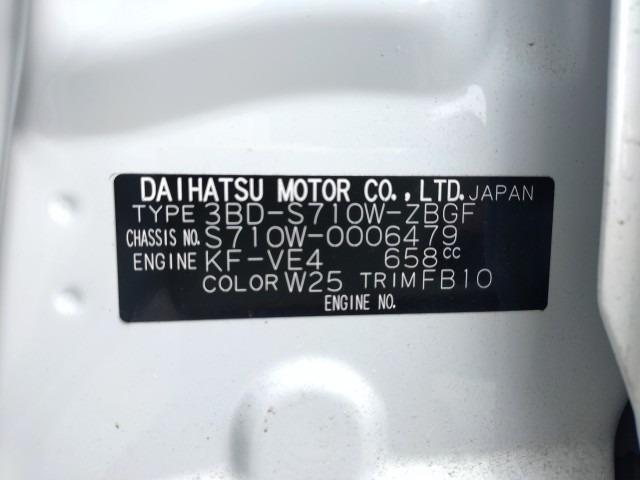 DAIHATSU MOTOR CO.,LTD. JAPAN
TYPE 3BD-S710W-ZBGF
CHASSIS NO. S710W-0006479
ENGINE KF-VE4 658cc
COLOR W25 TRIM FB10
ENGINE NO.